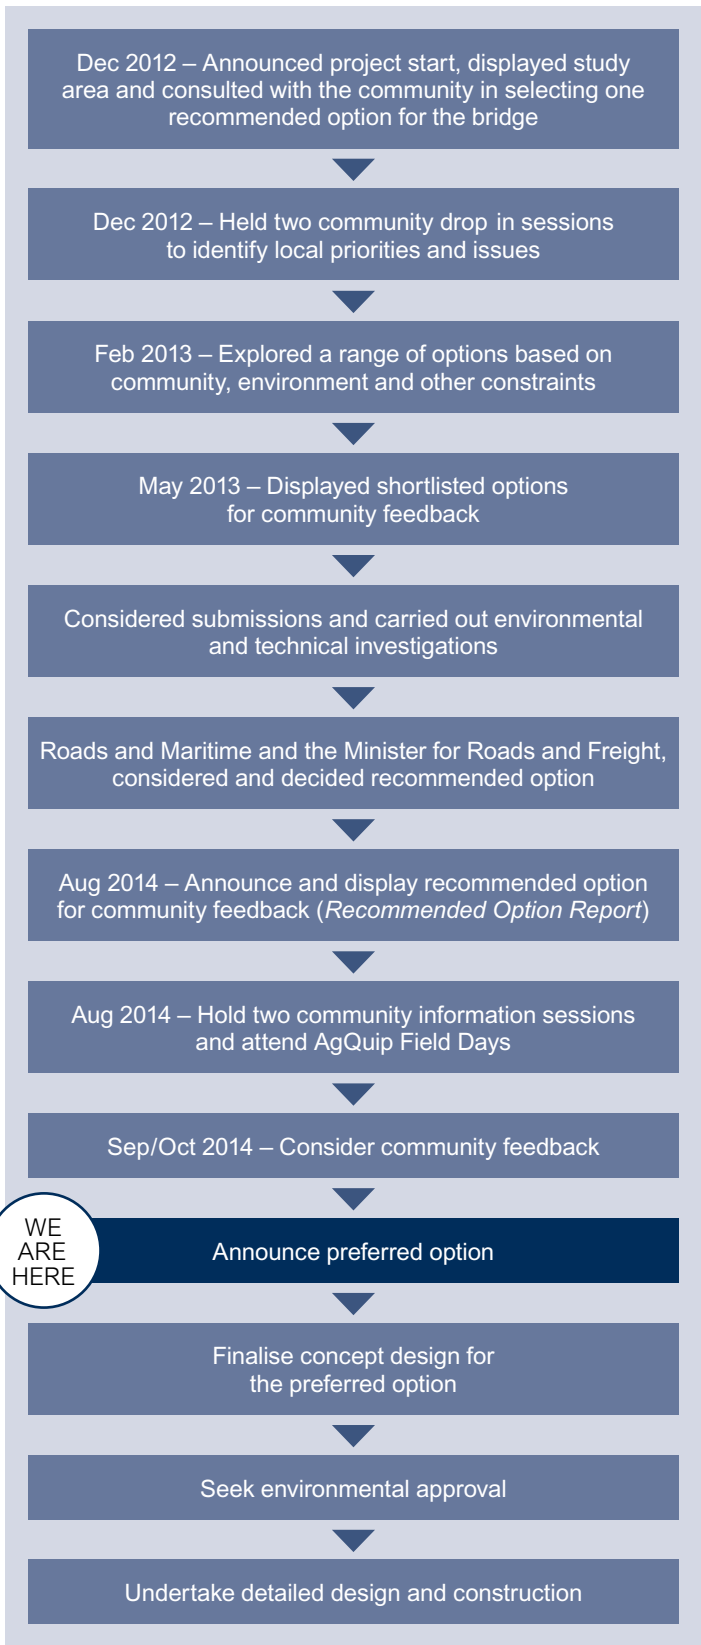 Dec 2012 – Announced project start, displayed study
area and consulted with the community in selecting one
recommended option for the bridge
Dec 2012 – Held two community drop in sessions
to identify local priorities and issues
Feb 2013 – Explored a range of options based on
community, environment and other constraints
May 2013 – Displayed shortlisted options
for community feedback
Considered submissions and carried out environmental
and technical investigations
Roads and Maritime and the Minister for Roads and Freight,
considered and decided recommended option
Aug 2014 – Announce and display recommended option
for community feedback (Recommended Option Report)
Aug 2014 – Hold two community information sessions
and attend AgQuip Field Days
Sep/Oct 2014 – Consider community feedback
WE
ARE
HERE
Announce preferred option
Finalise concept design for
the preferred option
Seek environmental approval
Undertake detailed design and construction